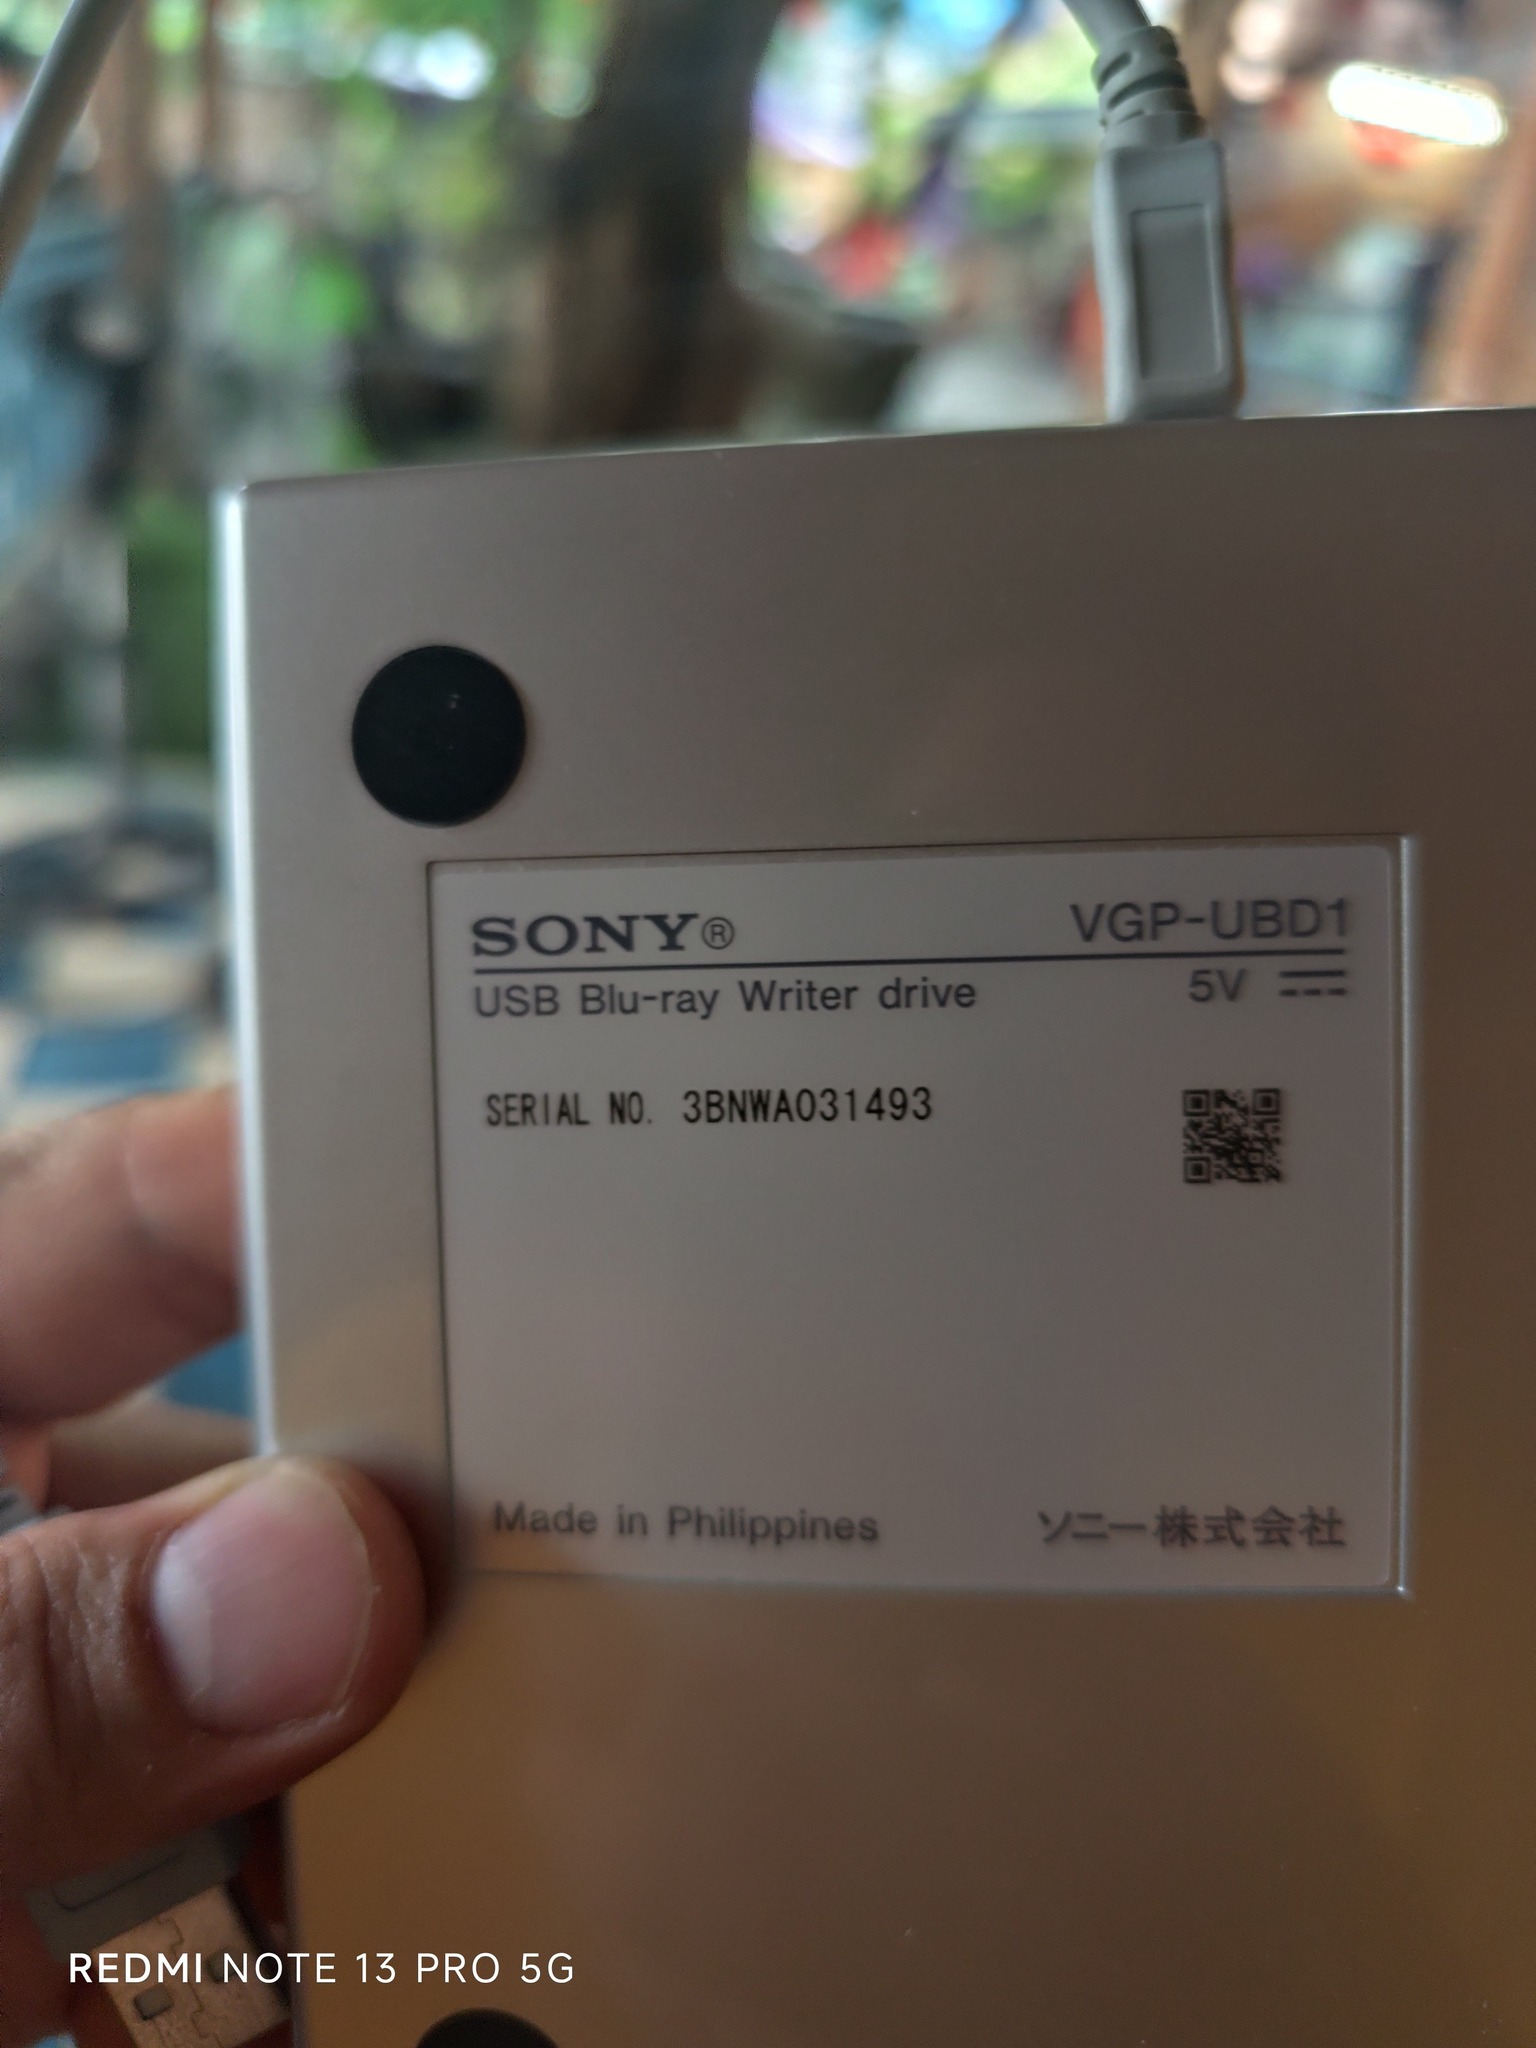 SONY® VGP-UBD1
USB Blu-ray Writer drive 5V
SERIAL NO. 3BNWA031493
Made in Philippines ソニー株式会社
REDMI NOTE 13 PRO 5G